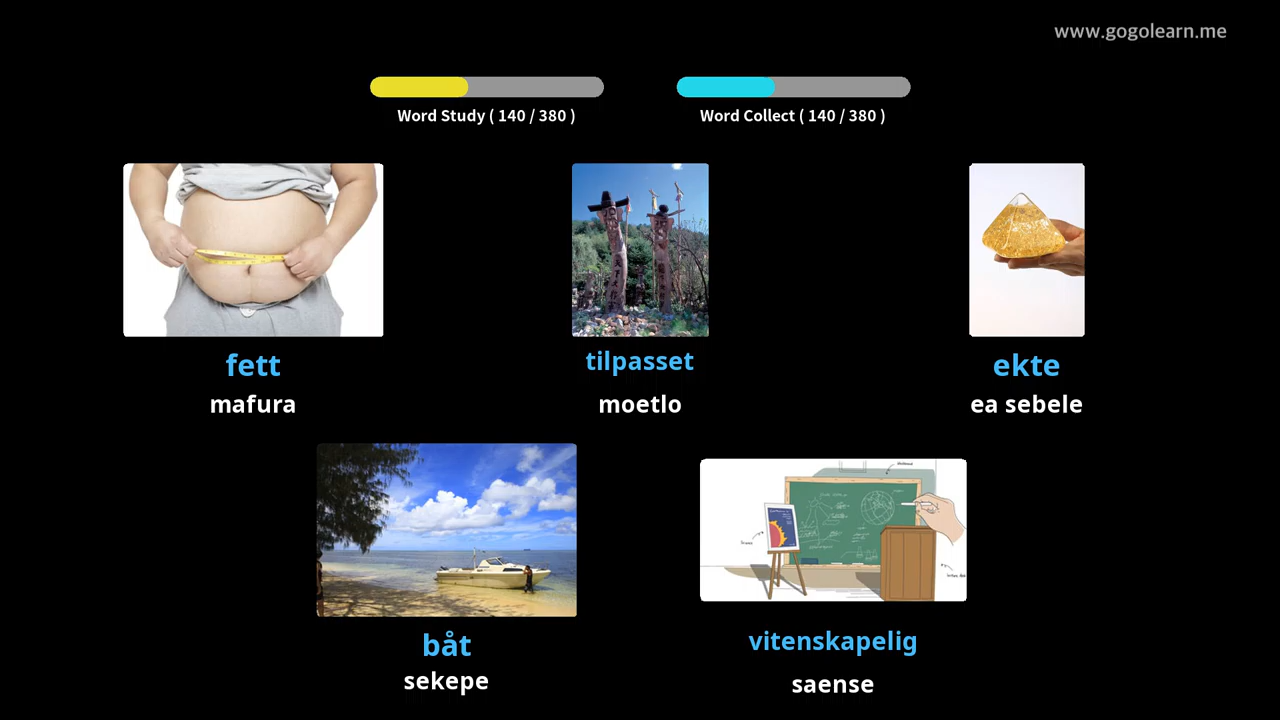 www.gogolearn.me
Word Study ( 140 / 380 )
Word Collect ( 140 / 380 )
fett
tilpasset
ekte
mafura
moetlo
ea sebele
båt
vitenskapelig
sekepe
saense